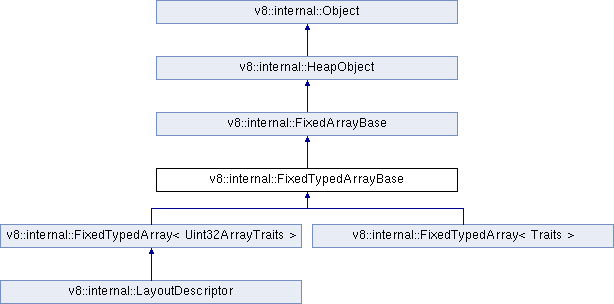 v8::internal::Object
v8::internal::HeapObject
v8::internal::FixedArrayBase
v8::internal::FixedTypedArrayBase
v8::internal::FixedTypedArray< Uint32ArrayTraits >
v8::internal::FixedTypedArray< Traits >
v8::internal::LayoutDescriptor